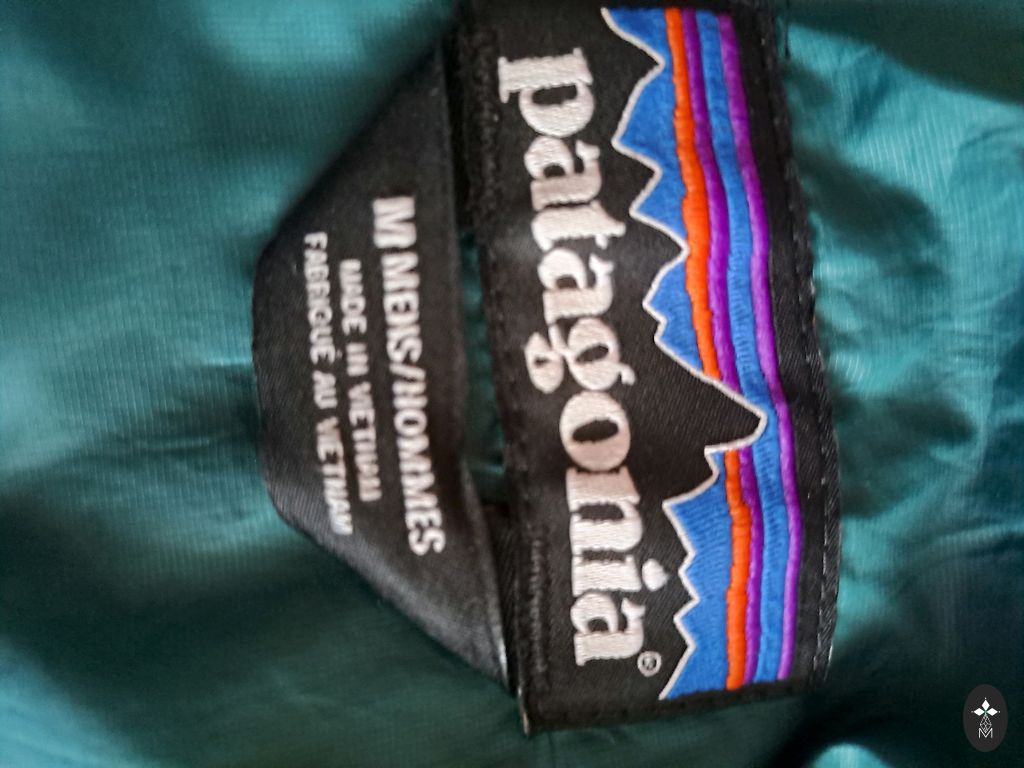 patagonia®
M MENS/HOMMES
MADE IN VIETNAM
FABRIQUÉ AU VIETNAM
M